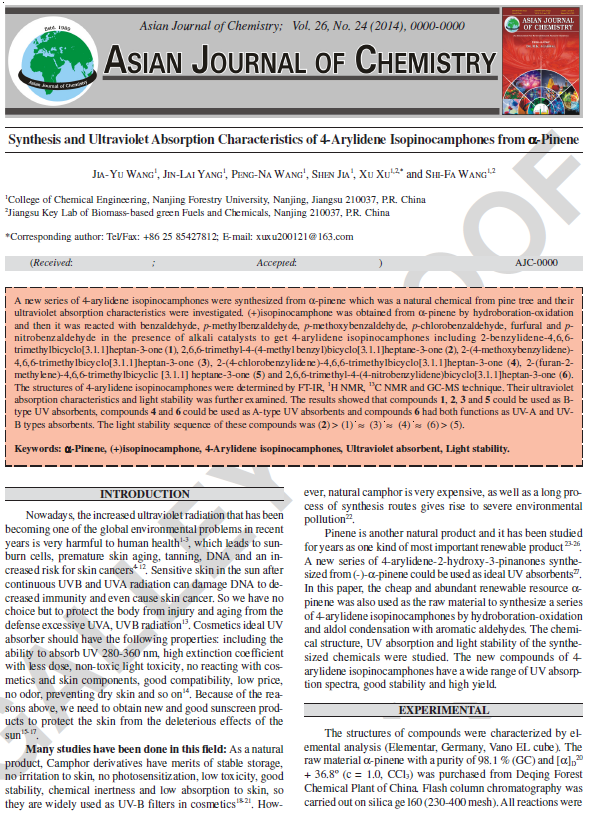 Estd. 1989
Asian Journal of Chemistry
Asian Journal of Chemistry; Vol. 26, No. 24 (2014), 0000-0000
ASIAN JOURNAL OF CHEMISTRY
ASIAN JOURNAL
OF CHEMISTRY
Synthesis and Ultraviolet Absorption Characteristics of 4-Arylidene Isopinocamphones from α-Pinene
JIA-YU WANG¹, JIN-LAI YANG¹, PENG-NA WANG¹, SHEN JIA¹, XU XU¹,²,* and SHI-FA WANG¹,²
¹College of Chemical Engineering, Nanjing Forestry University, Nanjing, Jiangsu 210037, P.R. China
²Jiangsu Key Lab of Biomass-based green Fuels and Chemicals, Nanjing 210037, P.R. China
*Corresponding author: Tel/Fax: +86 25 85427812; E-mail: xuxu200121@163.com
(Received: ; Accepted: ) AJC-0000
A new series of 4-arylidene isopinocamphones were synthesized from α-pinene which was a natural chemical from pine tree and their
ultraviolet absorption characteristics were investigated. (+)isopinocamphone was obtained from α-pinene by hydroboration-oxidation
and then it was reacted with benzaldehyde, p-methylbenzaldehyde, p-methoxybenzaldehyde, p-chlorobenzaldehyde, furfural and p-
nitrobenzaldehyde in the presence of alkali catalysts to get 4-arylidene isopinocamphones including 2-benzylidene-4,6,6-
trimethylbicyclo[3.1.1]heptan-3-one (1), 2,6,6-trimethyl-4-(4-methyl benzyl)bicyclo[3.1.1]heptane-3-one (2), 2-(4-methoxybenzylidene)-
4,6,6-trimethylbicyclo[3.1.1]heptan-3-one (3), 2-(4-chlorobenzylidene)-4,6,6-trimethylbicyclo[3.1.1]heptan-3-one (4), 2-(furan-2-
methylene)-4,6,6-trimethylbicyclic [3.1.1] heptane-3-one (5) and 2,6,6-trimethyl-4-(4-nitrobenzylidene)bicyclo[3.1.1]heptan-3-one (6).
The structures of 4-arylidene isopinocamphones were determined by FT-IR, ¹H NMR, ¹³C NMR and GC-MS technique. Their ultraviolet
absorption characteristics and light stability was further examined. The results showed that compounds 1, 2, 3 and 5 could be used as B-
type UV absorbents, compounds 4 and 6 could be used as A-type UV absorbents and compounds 6 had both functions as UV-A and UV-
B types absorbents. The light stability sequence of these compounds was (2) > (1) ≈ (3) ≈ (4) ≈ (6) > (5).
Keywords: α-Pinene, (+)isopinocamphone, 4-Arylidene isopinocamphones, Ultraviolet absorbent, Light stability.
INTRODUCTION
Nowadays, the increased ultraviolet radiation that has been
becoming one of the global environmental problems in recent
years is very harmful to human health¹⁻³, which leads to sun-
burn cells, premature skin aging, tanning, DNA and an in-
creased risk for skin cancers⁴⁻¹². Sensitive skin in the sun after
continuous UVB and UVA radiation can damage DNA to de-
creased immunity and even cause skin cancer. So we have no
choice but to protect the body from injury and aging from the
defense excessive UVA, UVB radiation¹³. Cosmetics ideal UV
absorber should have the following properties: including the
ability to absorb UV 280-360 nm, high extinction coefficient
with less dose, non-toxic, light toxicity, no reacting with cos-
metics and skin components, good compatibility, low price,
no odor, preventing dry skin and so on¹⁴. Because of the rea-
sons above, we need to obtain new and good sunscreen prod-
ucts to protect the skin from the deleterious effects of the
sun¹⁵⁻¹⁷.
Many studies have been done in this field: As a natural
product, Camphor derivatives have merits of stable storage,
no irritation to skin, no photosensitization, low toxicity, good
stability, chemical inertness and low absorption to skin, so
they are widely used as UV-B filters in cosmetics¹⁸⁻²¹. How-
ever, natural camphor is very expensive, as well as a long pro-
cess of synthesis routes gives rise to severe environmental
pollution²².
Pinene is another natural product and it has been studied
for years as one kind of most important renewable product²³⁻²⁶.
A new series of 4-arylidene-2-hydroxy-3-pinanones synthe-
sized from (-)-α-pinene could be used as ideal UV absorbents²⁷.
In this paper, the cheap and abundant renewable resource α-
pinene was also used as the raw material to synthesize a series
of 4-arylidene isopinocamphones by hydroboration-oxidation
and aldol condensation with aromatic aldehydes. The chemi-
cal structure, UV absorption and light stability of the synthe-
sized chemicals were studied. The new compounds of 4-
arylidene isopinocamphones have a wide range of UV absorp-
tion spectra, good stability and high yield.
EXPERIMENTAL
The structures of compounds were characterized by el-
emental analysis (Elementar, Germany, Vano EL cube). The
raw material α-pinene with a purity of 98.1 % (GC) and [α]D²⁰
+ 36.8° (c = 1.0, CCl₃) was purchased from Deqing Forest
Chemical Plant of China. Flash column chromatography was
carried out on silica ge l60 (230-400 mesh). All reactions were
GALLEY PROOF